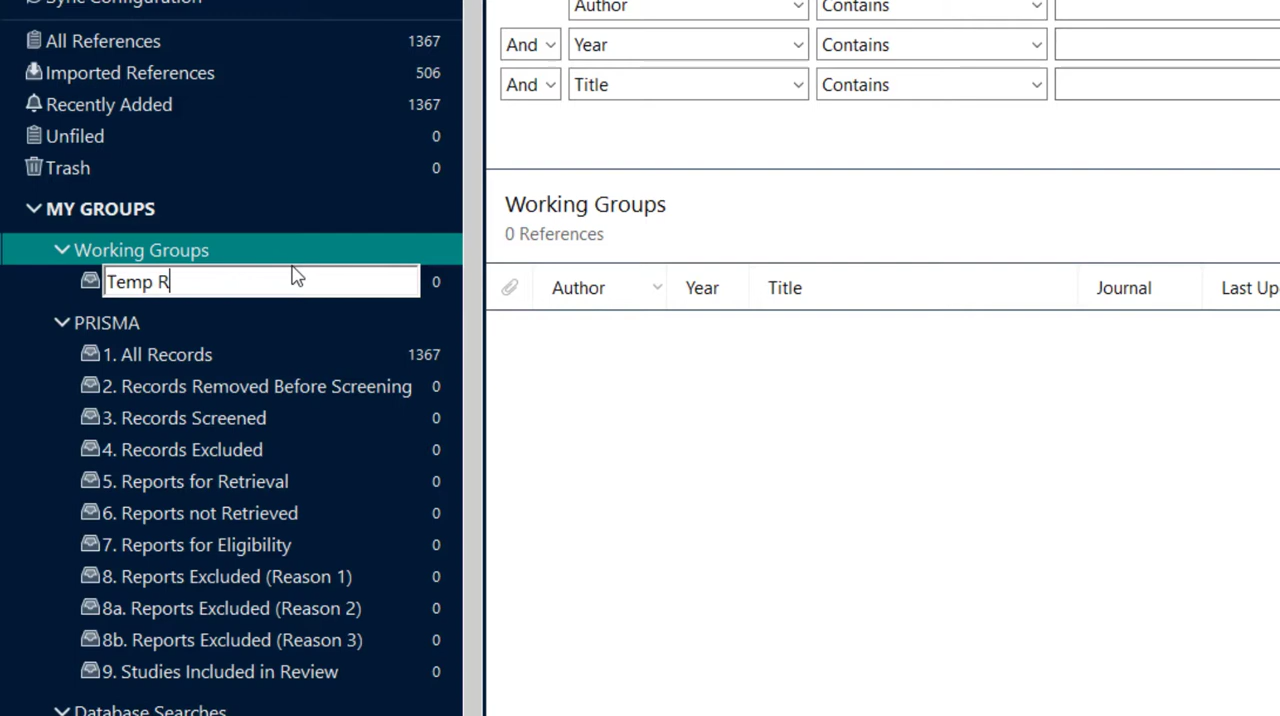 Sync Configuration
All References 1367
Imported References 506
Recently Added 1367
Unfiled 0
Trash 0
MY GROUPS
Working Groups
Temp R 0
PRISMA
1. All Records 1367
2. Records Removed Before Screening 0
3. Records Screened 0
4. Records Excluded 0
5. Reports for Retrieval 0
6. Reports not Retrieved 0
7. Reports for Eligibility 0
8. Reports Excluded (Reason 1) 0
8a. Reports Excluded (Reason 2) 0
8b. Reports Excluded (Reason 3) 0
9. Studies Included in Review 0
Database Searches
Author Contains
And Year Contains
And Title Contains
Working Groups
0 References
Author Year Title Journal Last Up